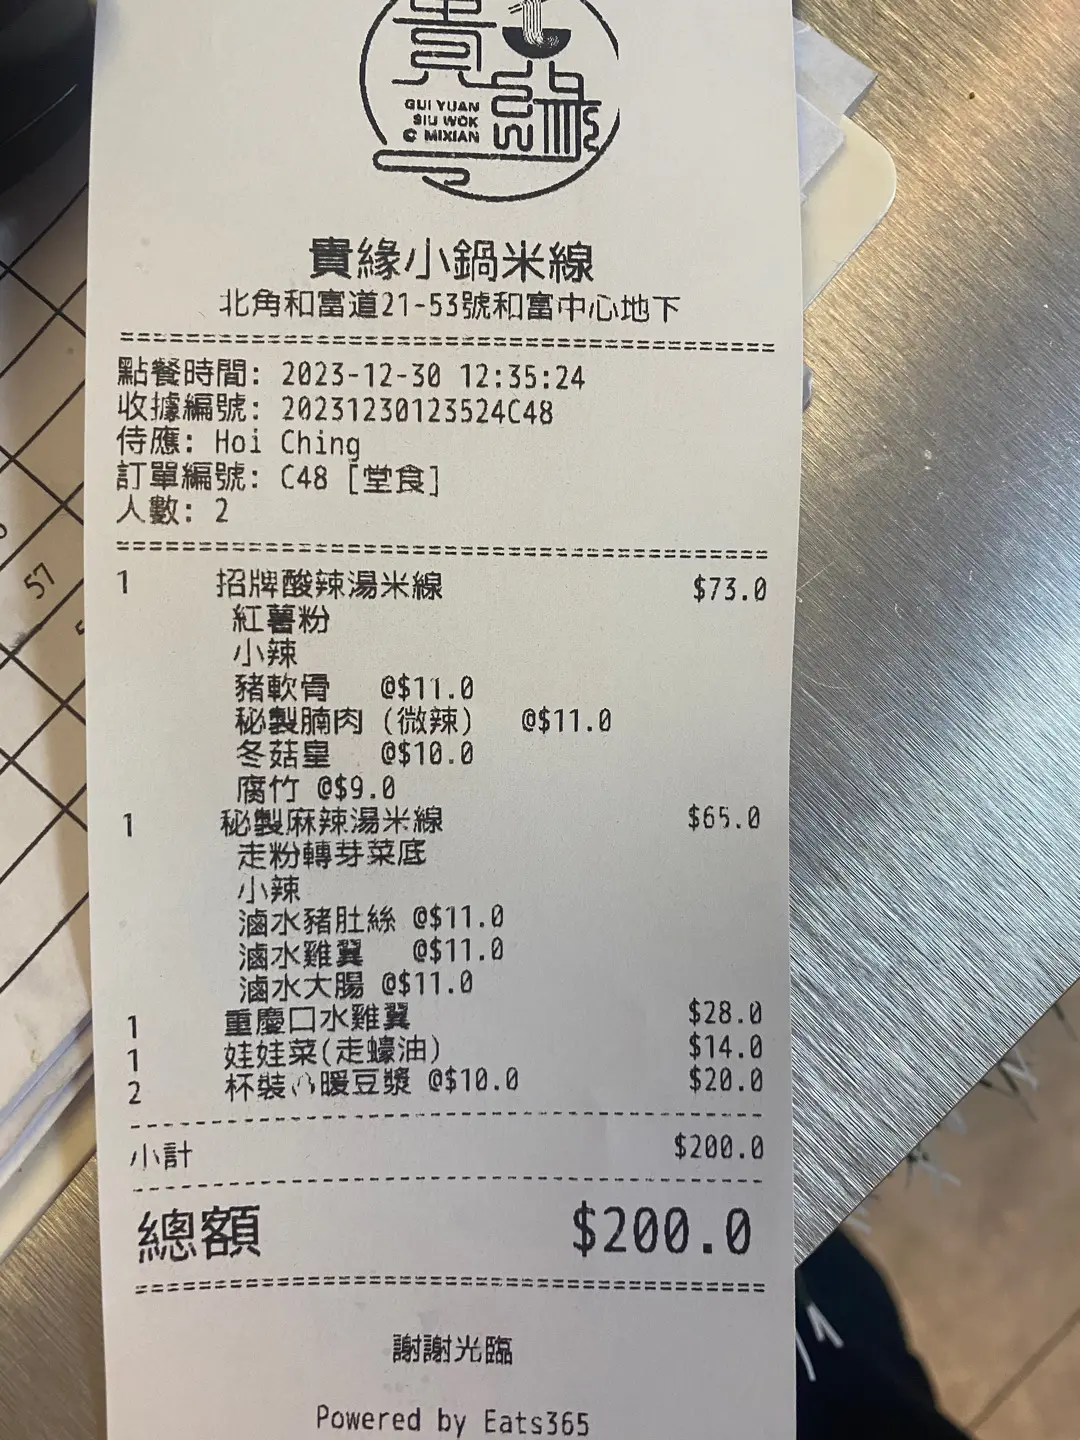 GUI YUAN
SIU WOK
MIXIAN
貴緣小鍋米線
北角和富道21-53號和富中心地下
點餐時間: 2023-12-30 12:35:24
收據編號: 20231230123524C48
侍應: Hoi Ching
訂單編號: C48 [堂食]
人數: 2
1 招牌酸辣湯米線 $73.0
紅薯粉
小辣
豬軟骨 @$11.0
秘製腩肉 (微辣) @$11.0
冬菇皇 @$10.0
腐竹 @$9.0
1 秘製麻辣湯米線 $65.0
走粉轉芽菜底
小辣
滷水豬肚絲 @$11.0
滷水雞翼 @$11.0
滷水大腸 @$11.0
1 重慶口水雞翼 $28.0
1 娃娃菜(走蠔油) $14.0
2 杯裝♨暖豆漿 @$10.0 $20.0
小計 $200.0
總額 $200.0
謝謝光臨
Powered by Eats365
57